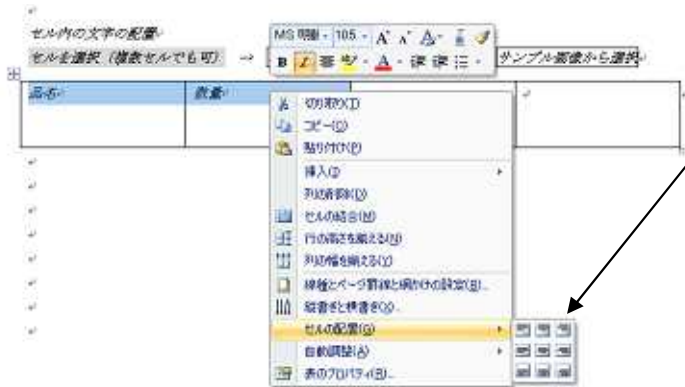 セル内の文字の配置
セルを選択（複数セルでも可） → サンプル画像から選択
MS 明朝 10.5
品名 数量
切り取り(T)
コピー(C)
貼り付け(P)
挿入(I)
列の削除(D)
セルの結合(M)
行の高さを揃える(N)
列の幅を揃える(Y)
線種とページ罫線と網かけの設定(B)...
縦書きと横書き(X)...
セルの配置(G)
自動調整(A)
表のプロパティ(R)...